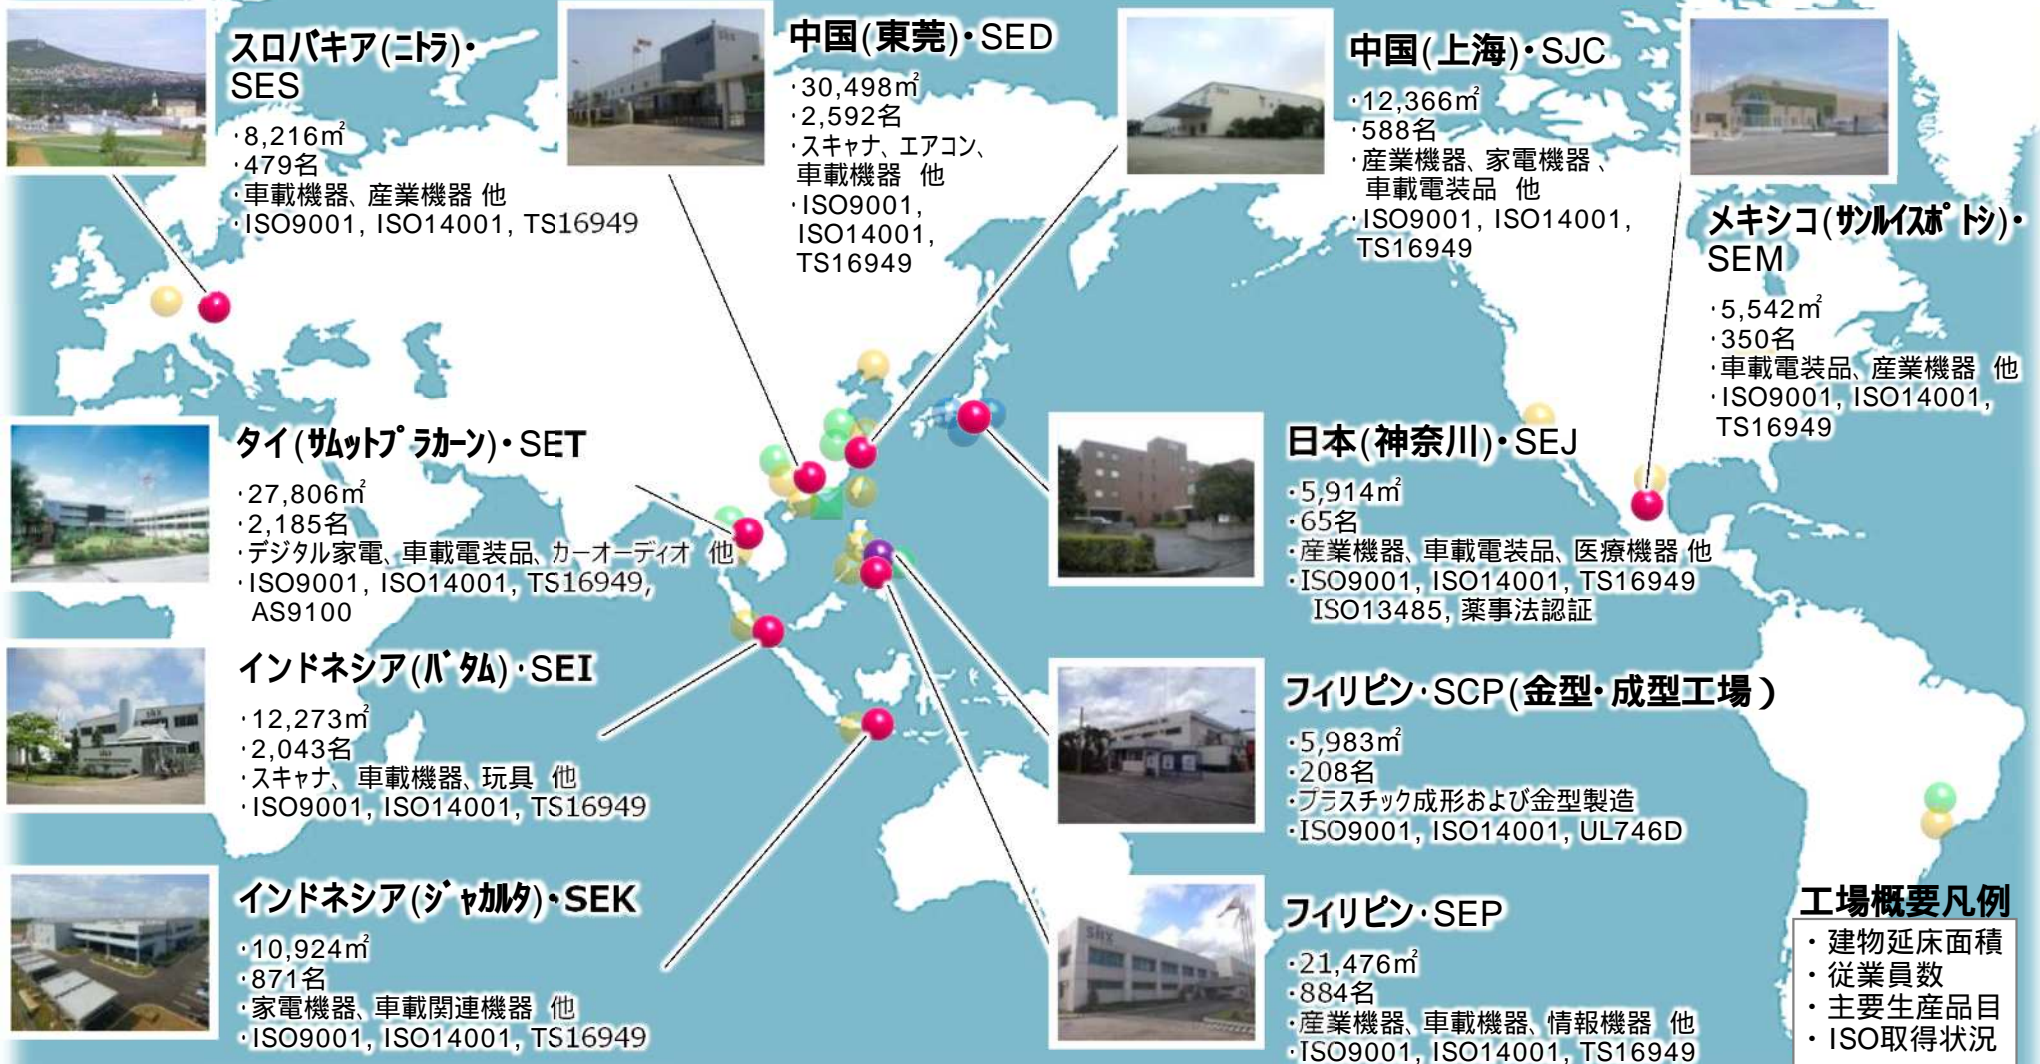 スロバキア(ニトラ)・
SES
・8,216㎡
・479名
・車載機器、産業機器 他
・ISO9001, ISO14001, TS16949
中国(東莞)・SED
・30,498㎡
・2,592名
・スキャナ、エアコン、
車載機器 他
・ISO9001,
ISO14001,
TS16949
中国(上海)・SJC
・12,366㎡
・588名
・産業機器、家電機器、
車載電装品 他
・ISO9001, ISO14001,
TS16949
メキシコ(サンルイスポトシ)・
SEM
・5,542㎡
・350名
・車載電装品、産業機器 他
・ISO9001, ISO14001,
TS16949
タイ(サムットプラカーン)・SET
・27,806㎡
・2,185名
・デジタル家電、車載電装品、カーオーディオ 他
・ISO9001, ISO14001, TS16949,
AS9100
日本(神奈川)・SEJ
・5,914㎡
・65名
・産業機器、車載電装品、医療機器 他
・ISO9001, ISO14001, TS16949
ISO13485, 薬事法認証
インドネシア(バタム)・SEI
・12,273㎡
・2,043名
・スキャナ、車載機器、玩具 他
・ISO9001, ISO14001, TS16949
フィリピン・SCP(金型・成型工場)
・5,983㎡
・208名
・プラスチック成形および金型製造
・ISO9001, ISO14001, UL746D
インドネシア(ジャカルタ)・SEK
・10,924㎡
・871名
・家電機器、車載関連機器 他
・ISO9001, ISO14001, TS16949
フィリピン・SEP
・21,476㎡
・884名
・産業機器、車載機器、情報機器 他
・ISO9001, ISO14001, TS16949
工場概要凡例
・建物延床面積
・従業員数
・主要生産品目
・ISO取得状況